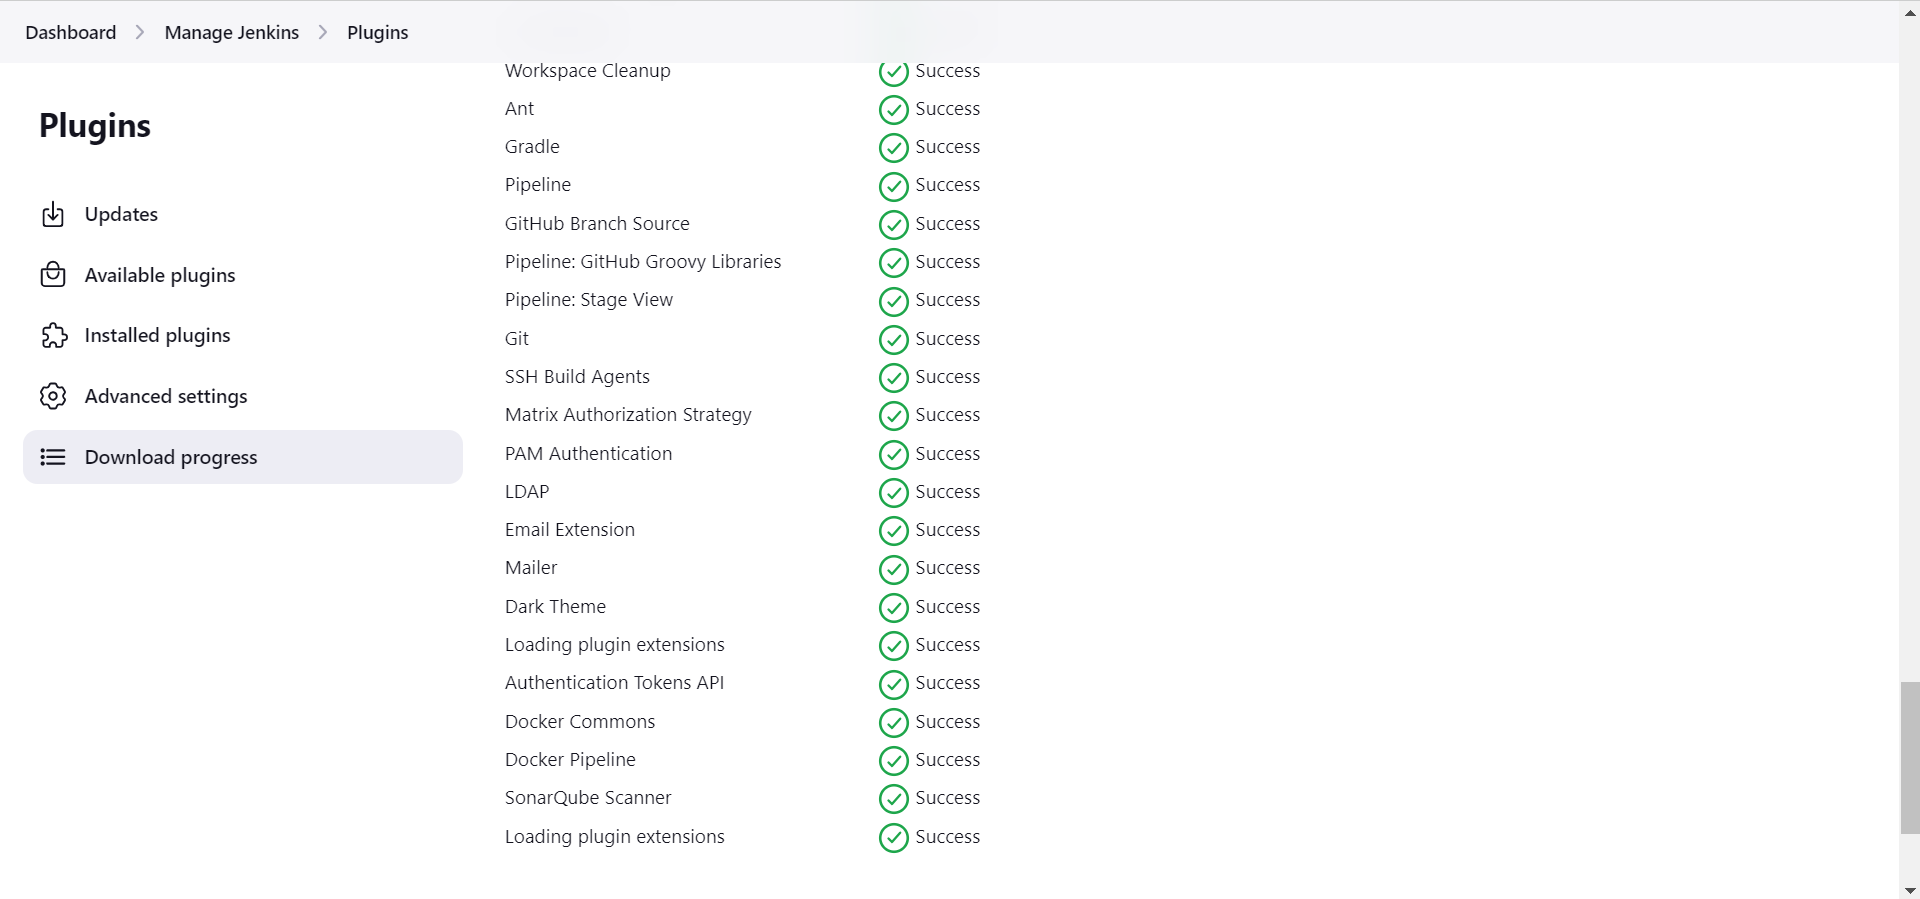 Dashboard > Manage Jenkins > Plugins
Plugins
Updates
Available plugins
Installed plugins
Advanced settings
Download progress
Workspace Cleanup Success
Ant Success
Gradle Success
Pipeline Success
GitHub Branch Source Success
Pipeline: GitHub Groovy Libraries Success
Pipeline: Stage View Success
Git Success
SSH Build Agents Success
Matrix Authorization Strategy Success
PAM Authentication Success
LDAP Success
Email Extension Success
Mailer Success
Dark Theme Success
Loading plugin extensions Success
Authentication Tokens API Success
Docker Commons Success
Docker Pipeline Success
SonarQube Scanner Success
Loading plugin extensions Success